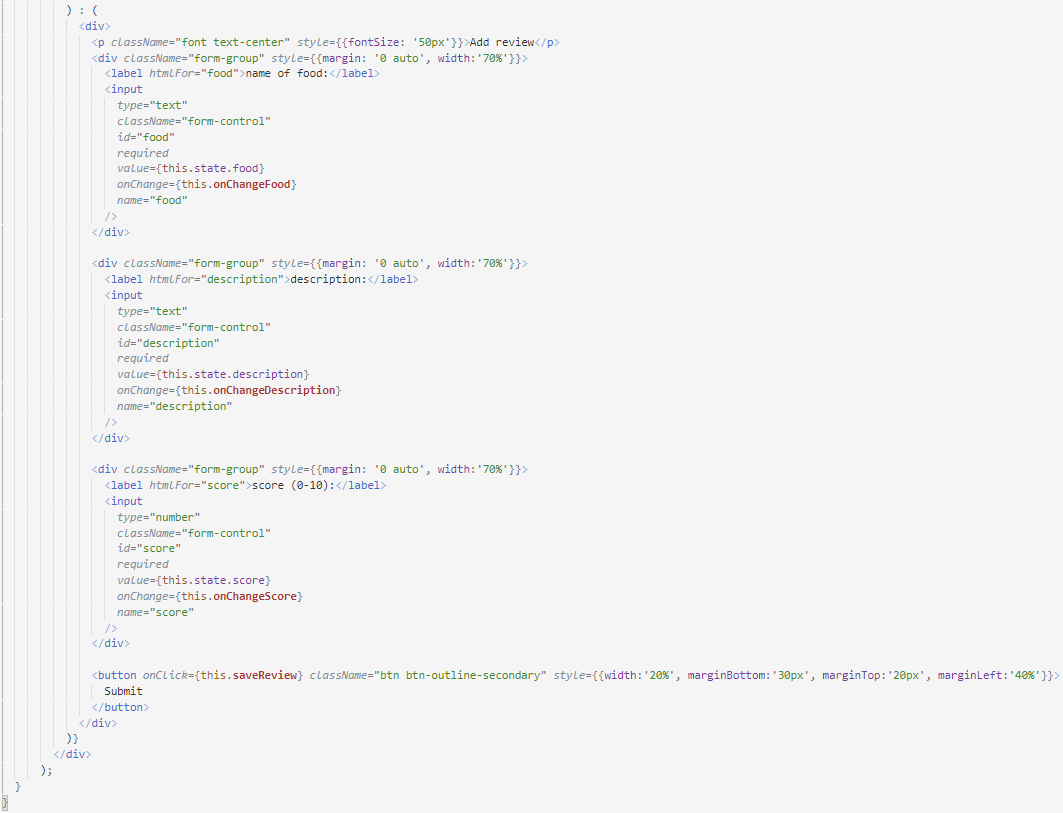 ) : (
<div>
<p className="font text-center" style={{fontSize: '50px'}}>Add review</p>
<div className="form-group" style={{margin: '0 auto', width:'70%'}}>
<label htmlFor="food">name of food:</label>
<input
type="text"
className="form-control"
id="food"
required
value={this.state.food}
onChange={this.onChangeFood}
name="food"
/>
</div>
<div className="form-group" style={{margin: '0 auto', width:'70%'}}>
<label htmlFor="description">description:</label>
<input
type="text"
className="form-control"
id="description"
required
value={this.state.description}
onChange={this.onChangeDescription}
name="description"
/>
</div>
<div className="form-group" style={{margin: '0 auto', width:'70%'}}>
<label htmlFor="score">score (0-10):</label>
<input
type="number"
className="form-control"
id="score"
required
value={this.state.score}
onChange={this.onChangeScore}
name="score"
/>
</div>
<button onClick={this.saveReview} className="btn btn-outline-secondary" style={{width:'20%', marginBottom:'30px', marginTop:'20px', marginLeft:'40%'}}>
Submit
</button>
</div>
)}
</div>
);
}
}